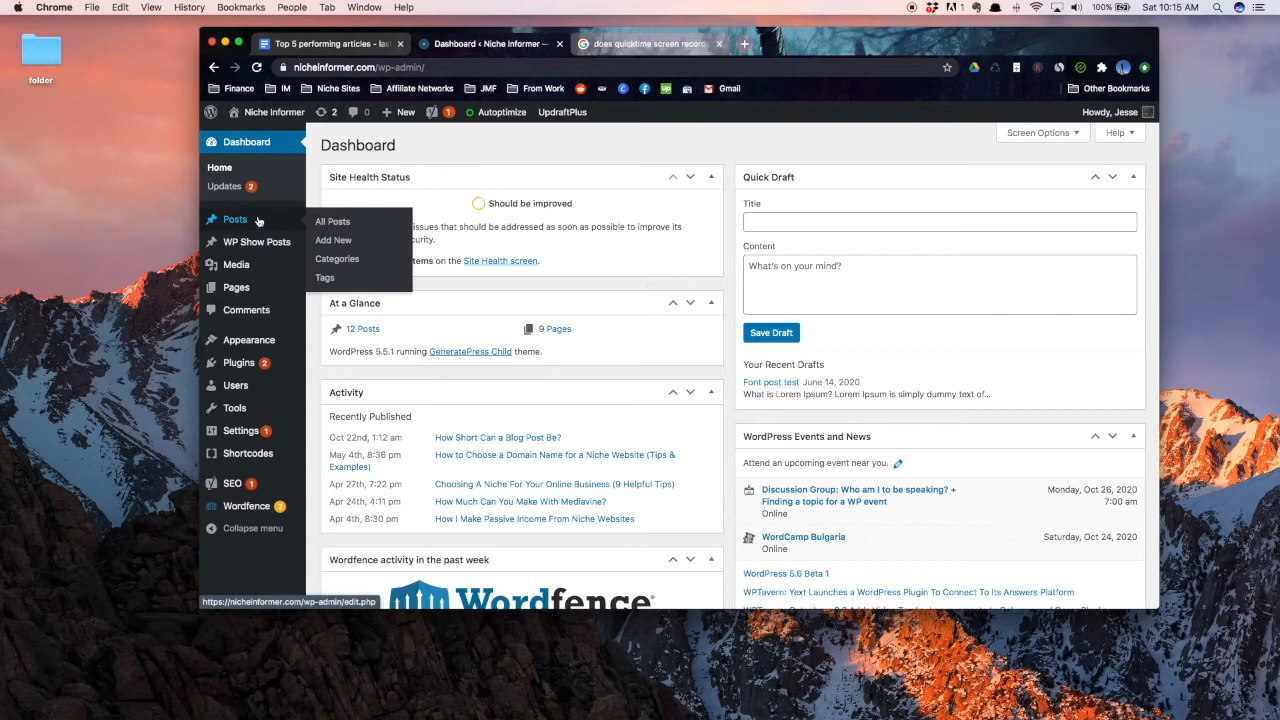 Chrome File Edit View History Bookmarks People Tab Window Help
1 100% Sat 10:15 AM
folder
Top 5 performing articles - las
Dashboard < Niche Informer —
does quicktime screen record
nicheinformer.com/wp-admin/
Finance IM Niche Sites Affiliate Networks JMF From Work Gmail Other Bookmarks
Niche Informer 2 0 New 1 Autoptimize UpdraftPlus Howdy, Jesse
Dashboard
Home
Updates 2
Posts
WP Show Posts
Media
Pages
Comments
Appearance
Plugins 2
Users
Tools
Settings 1
Shortcodes
SEO 1
Wordfence 2
Collapse menu
https://nicheinformer.com/wp-admin/edit.php
All Posts
Add New
Categories
Tags
Dashboard
Screen Options Help
Site Health Status
Should be improved
issues that should be addressed as soon as possible to improve its
curity.
tems on the Site Health screen.
At a Glance
12 Posts 9 Pages
WordPress 5.5.1 running GeneratePress Child theme.
Activity
Recently Published
Oct 22nd, 1:12 am How Short Can a Blog Post Be?
May 4th, 8:36 pm How to Choose a Domain Name for a Niche Website (Tips &
Examples)
Apr 27th, 7:22 pm Choosing A Niche For Your Online Business (9 Helpful Tips)
Apr 24th, 4:11 pm How Much Can You Make With Mediavine?
Apr 4th, 8:30 pm How I Make Passive Income From Niche Websites
Wordfence activity in the past week
Wordfence
Quick Draft
Title
Content
What's on your mind?
Save Draft
Your Recent Drafts
Font post test June 14, 2020
What is Lorem Ipsum? Lorem Ipsum is simply dummy text of...
WordPress Events and News
Attend an upcoming event near you.
Discussion Group: Who am I to be speaking? + Monday, Oct 26, 2020
Finding a topic for a WP event 7:00 am
Online
WordCamp Bulgaria Saturday, Oct 24, 2020
Online
WordPress 5.6 Beta 1
WPTavern: Yext Launches a WordPress Plugin To Connect To Its Answers Platform